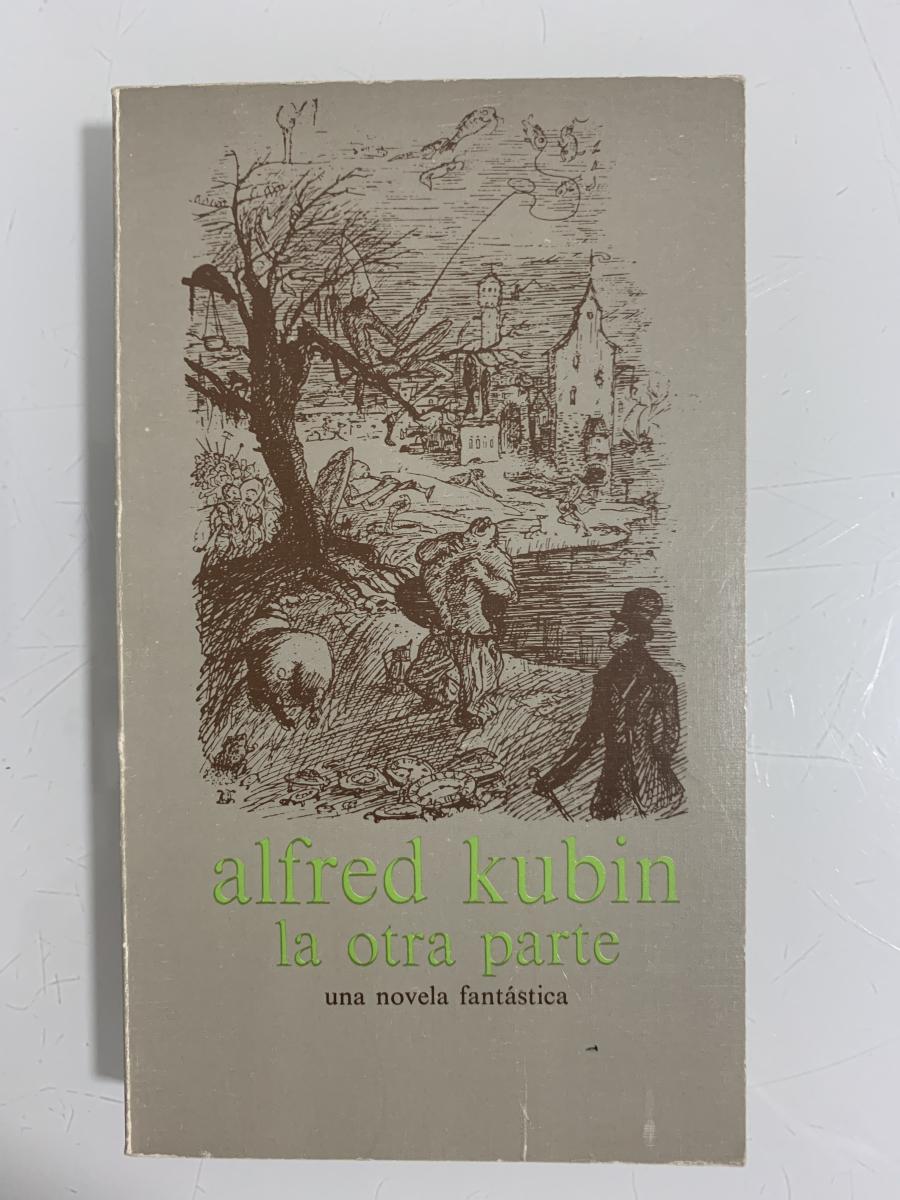 alfred kubin
la otra parte
una novela fantástica